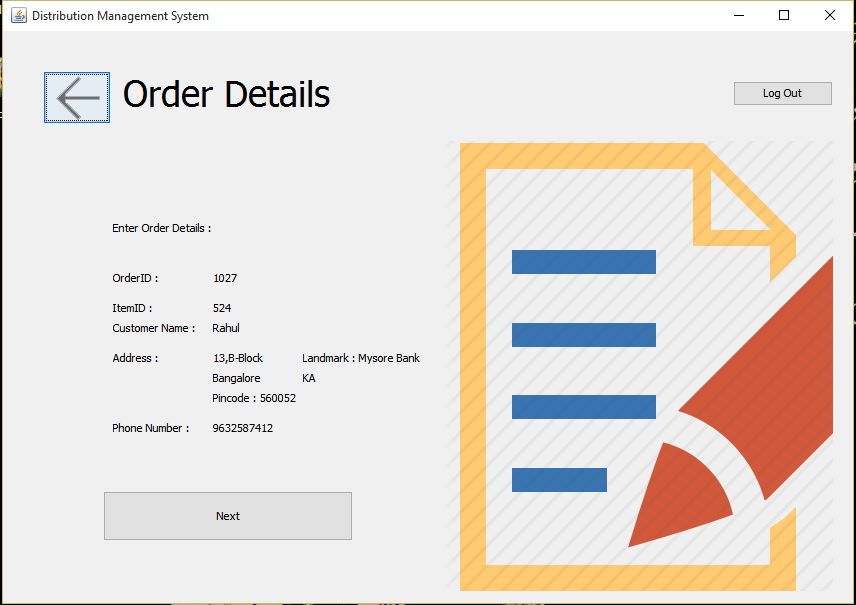 Distribution Management System
Order Details
Log Out
Enter Order Details :
OrderID : 1027
ItemID : 524
Customer Name : Rahul
Address : 13,B-Block Landmark : Mysore Bank
Bangalore KA
Pincode : 560052
Phone Number : 9632587412
Next